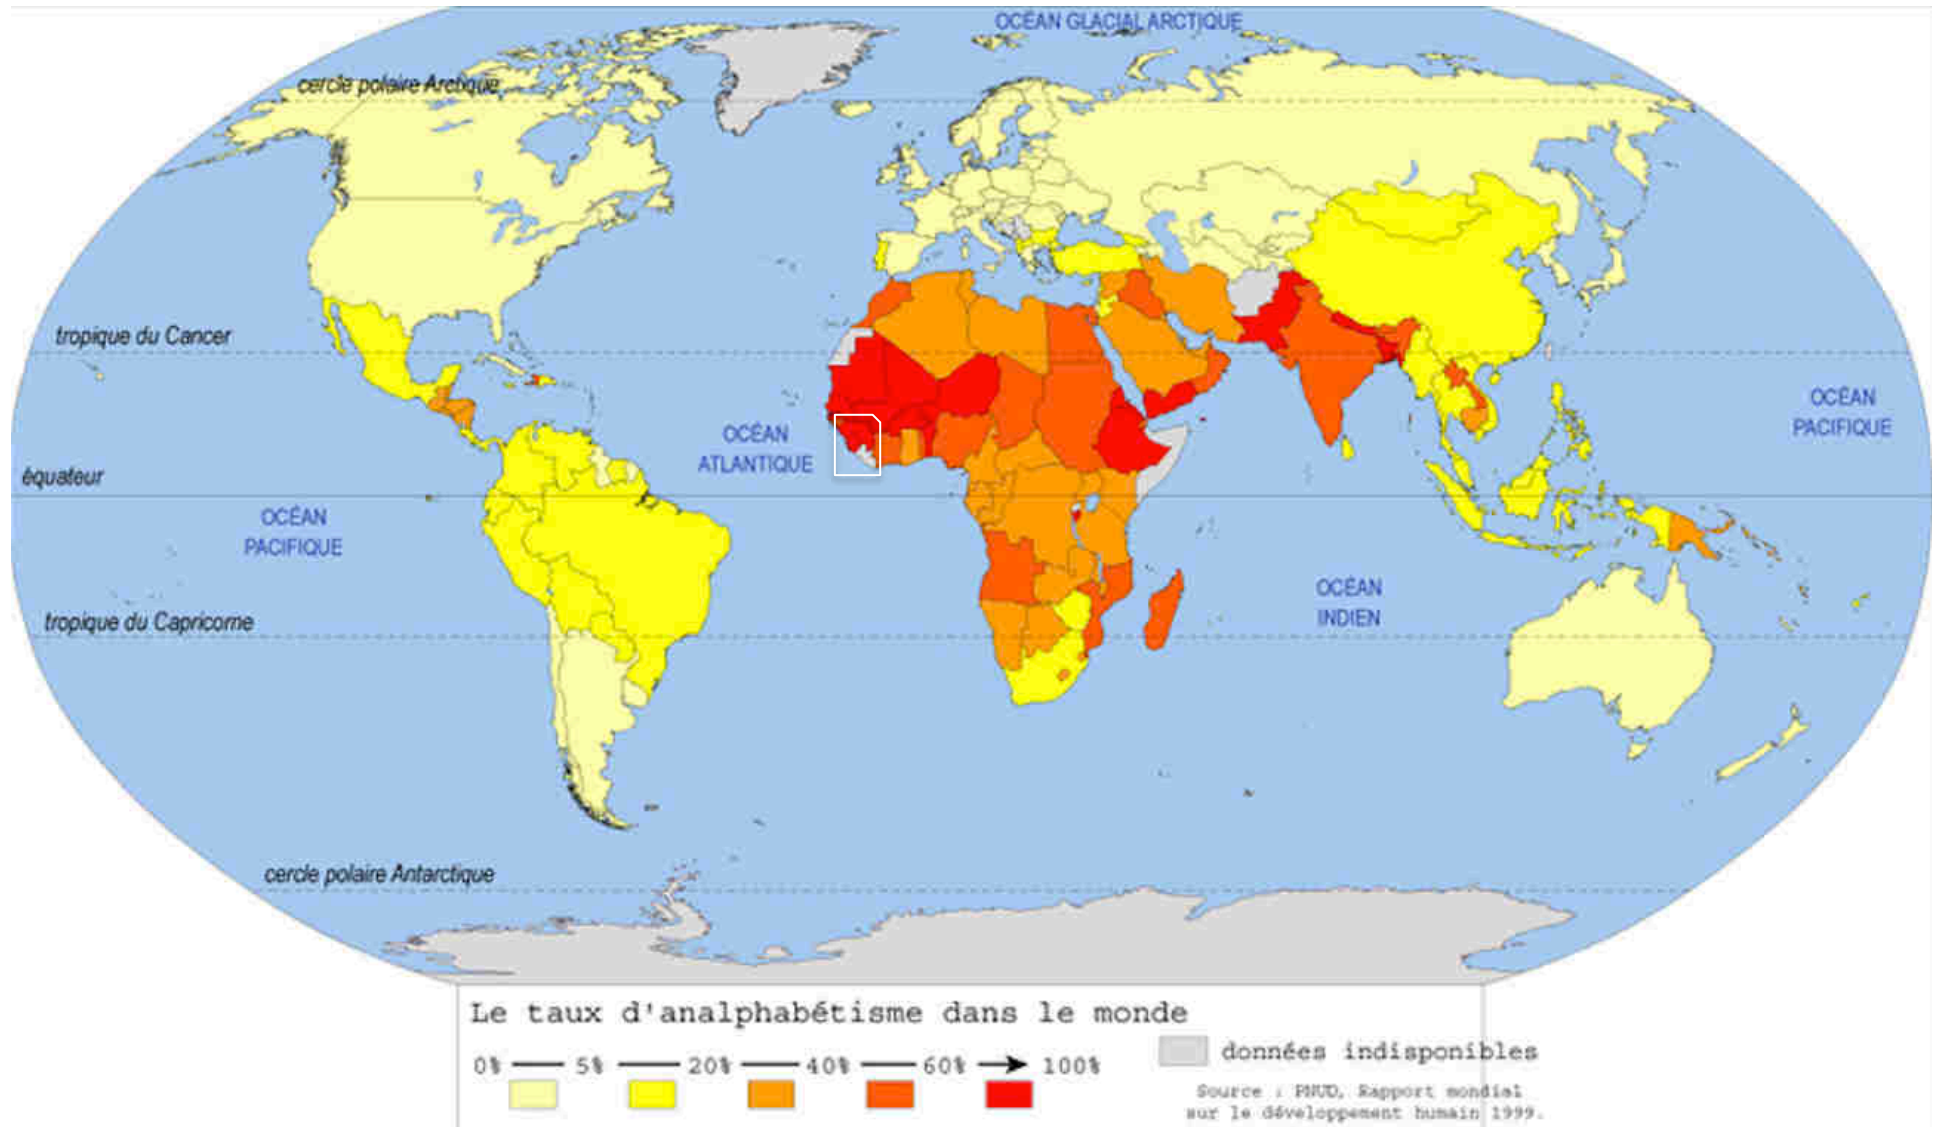 OCÉAN GLACIAL ARCTIQUE
cercle polaire Arctique
tropique du Cancer
OCÉAN
PACIFIQUE
OCÉAN
ATLANTIQUE
équateur
OCÉAN
PACIFIQUE
OCÉAN
INDIEN
tropique du Capricorne
cercle polaire Antarctique
Le taux d'analphabétisme dans le monde
données indisponibles
0% 5% 20% 40% 60% 100%
Source : PNUD, Rapport mondial
sur le développement humain 1999.